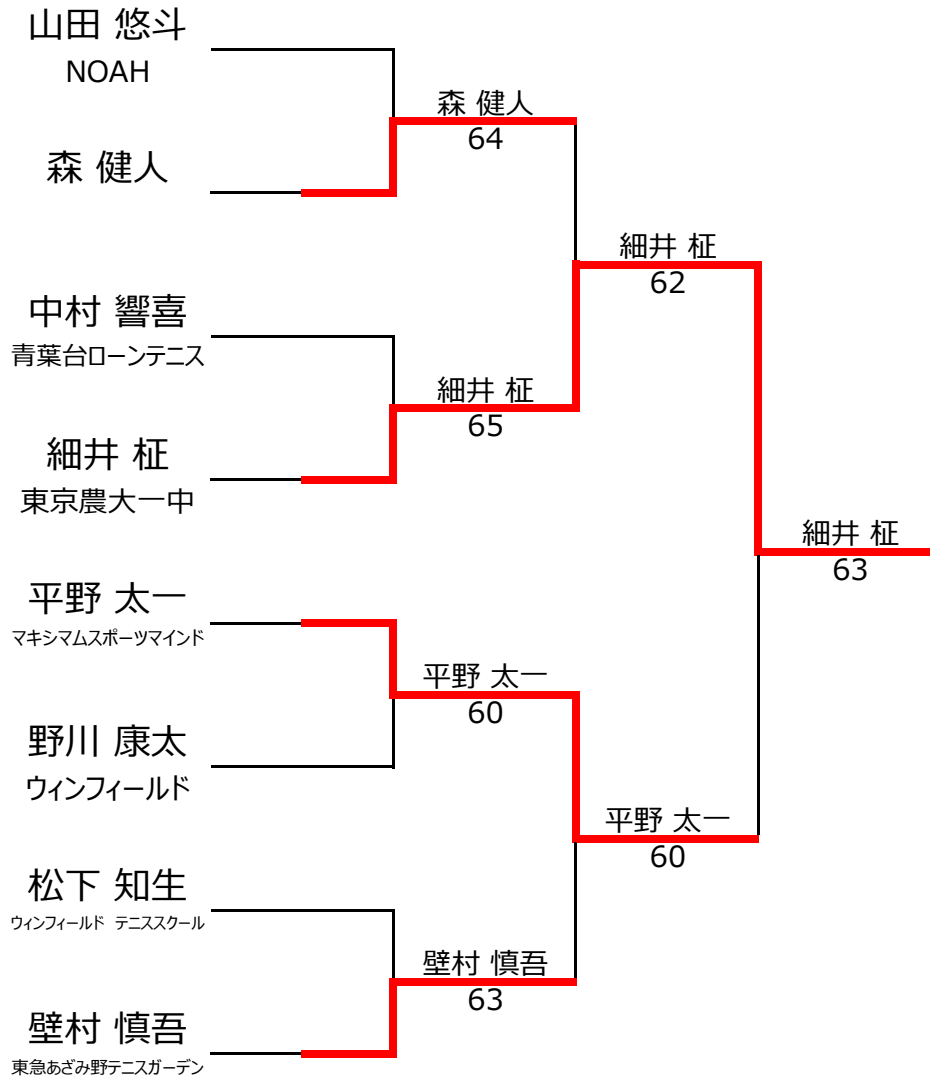 山田 悠斗
NOAH
森 健人
64
森 健人
細井 柾
62
中村 響喜
青葉台ローンテニス
細井 柾
65
細井 柾
東京農大一中
細井 柾
63
平野 太一
マキシマムスポーツマインド
平野 太一
60
野川 康太
ウィンフィールド
平野 太一
60
松下 知生
ウィンフィールド テニススクール
壁村 慎吾
63
壁村 慎吾
東急あざみ野テニスガーデン